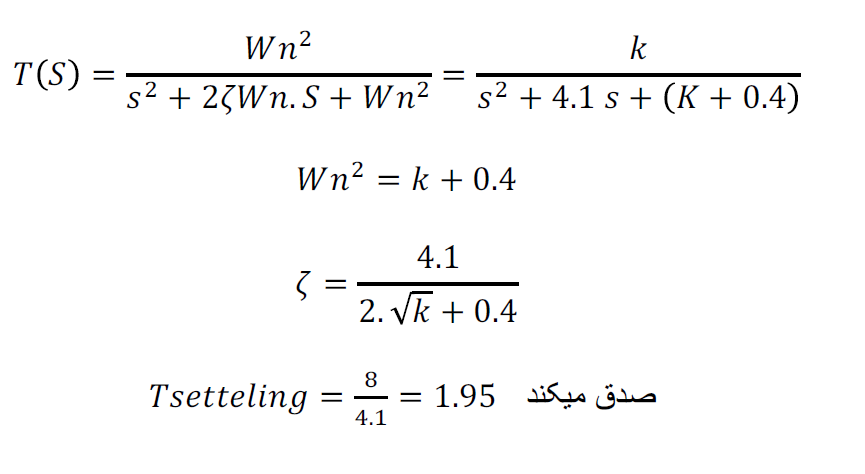 T(S) = Wn² / (s² + 2ζWn.S + Wn²) = k / (s² + 4.1 s + (K + 0.4))
Wn² = k + 0.4
ζ = 4.1 / (2.√k + 0.4)
Tsetteling = 8/4.1 = 1.95 صدق میکند